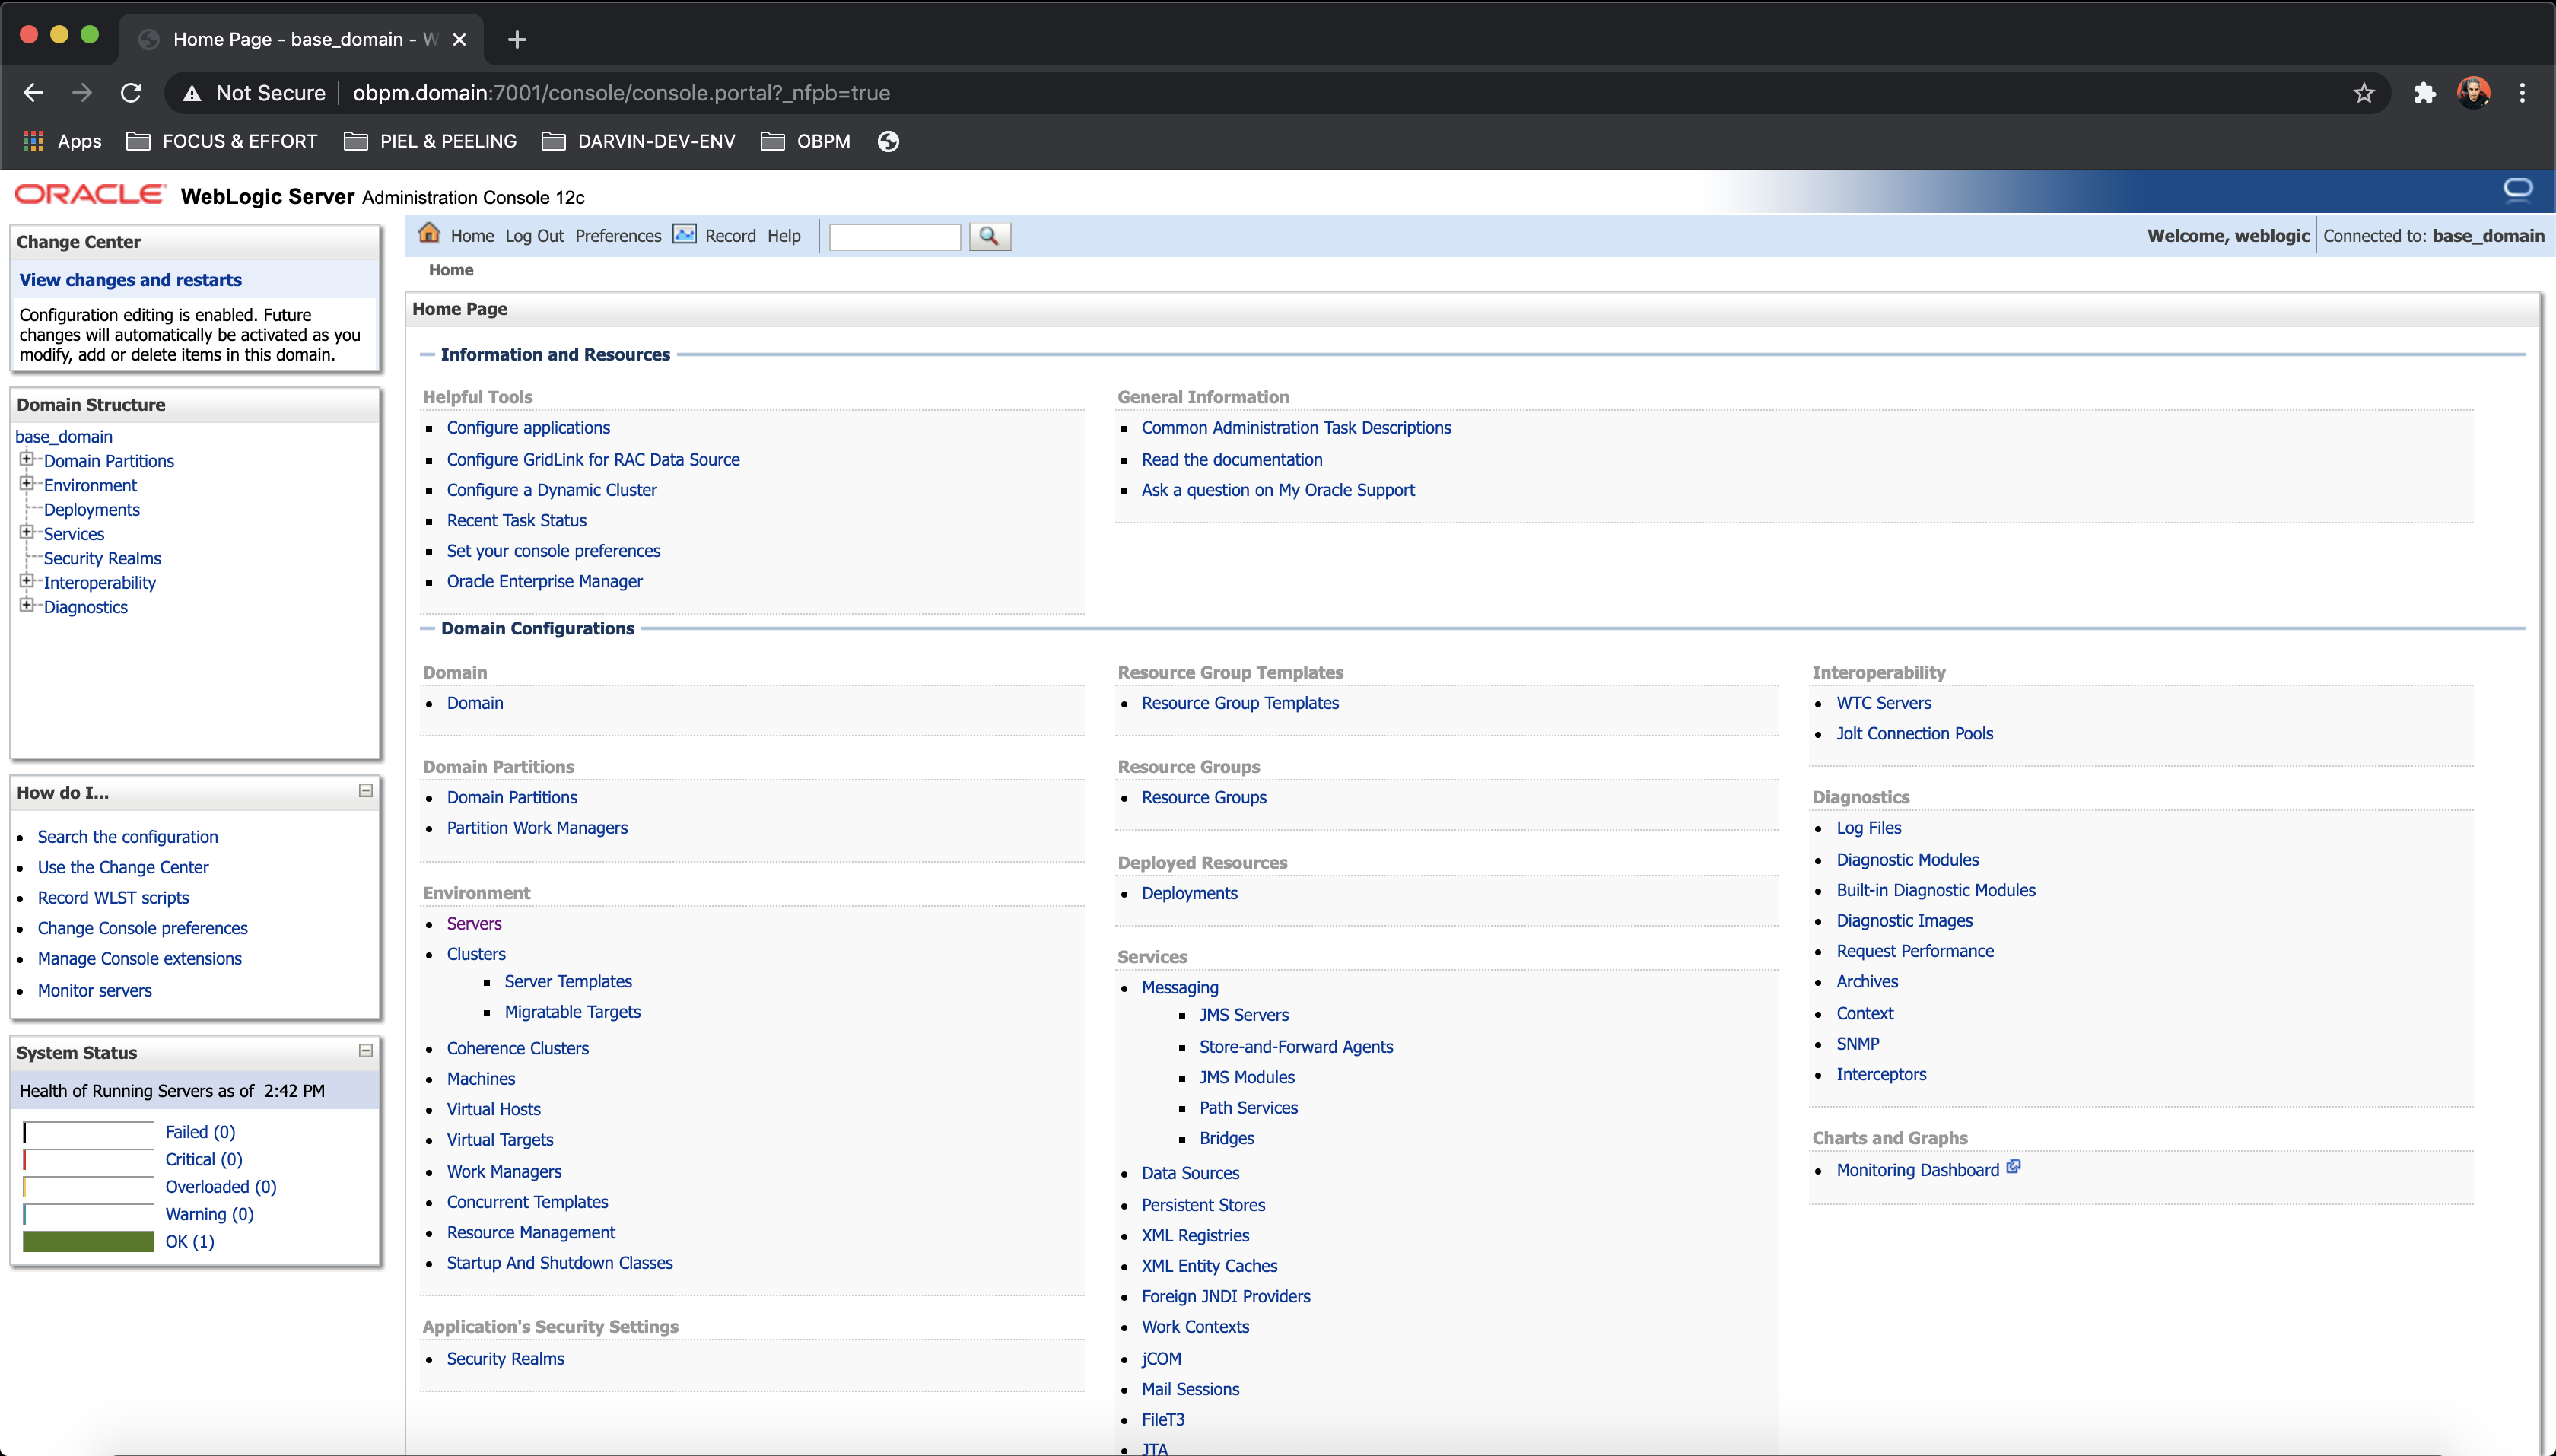 Home Page - base_domain - W
Not Secure obpm.domain:7001/console/console.portal?_nfpb=true
Apps FOCUS & EFFORT PIEL & PEELING DARVIN-DEV-ENV OBPM
ORACLE WebLogic Server Administration Console 12c
Change Center
View changes and restarts
Configuration editing is enabled. Future
changes will automatically be activated as you
modify, add or delete items in this domain.
Domain Structure
base_domain
Domain Partitions
Environment
Deployments
Services
Security Realms
Interoperability
Diagnostics
How do I...
Search the configuration
Use the Change Center
Record WLST scripts
Change Console preferences
Manage Console extensions
Monitor servers
System Status
Health of Running Servers as of 2:42 PM
Failed (0)
Critical (0)
Overloaded (0)
Warning (0)
OK (1)
Home Log Out Preferences Record Help
Welcome, weblogic Connected to: base_domain
Home
Home Page
Information and Resources
Helpful Tools
Configure applications
Configure GridLink for RAC Data Source
Configure a Dynamic Cluster
Recent Task Status
Set your console preferences
Oracle Enterprise Manager
General Information
Common Administration Task Descriptions
Read the documentation
Ask a question on My Oracle Support
Domain Configurations
Domain
Domain
Domain Partitions
Domain Partitions
Partition Work Managers
Environment
Servers
Clusters
Server Templates
Migratable Targets
Coherence Clusters
Machines
Virtual Hosts
Virtual Targets
Work Managers
Concurrent Templates
Resource Management
Startup And Shutdown Classes
Application's Security Settings
Security Realms
Resource Group Templates
Resource Group Templates
Resource Groups
Resource Groups
Deployed Resources
Deployments
Services
Messaging
JMS Servers
Store-and-Forward Agents
JMS Modules
Path Services
Bridges
Data Sources
Persistent Stores
XML Registries
XML Entity Caches
Foreign JNDI Providers
Work Contexts
jCOM
Mail Sessions
FileT3
JTA
Interoperability
WTC Servers
Jolt Connection Pools
Diagnostics
Log Files
Diagnostic Modules
Built-in Diagnostic Modules
Diagnostic Images
Request Performance
Archives
Context
SNMP
Interceptors
Charts and Graphs
Monitoring Dashboard